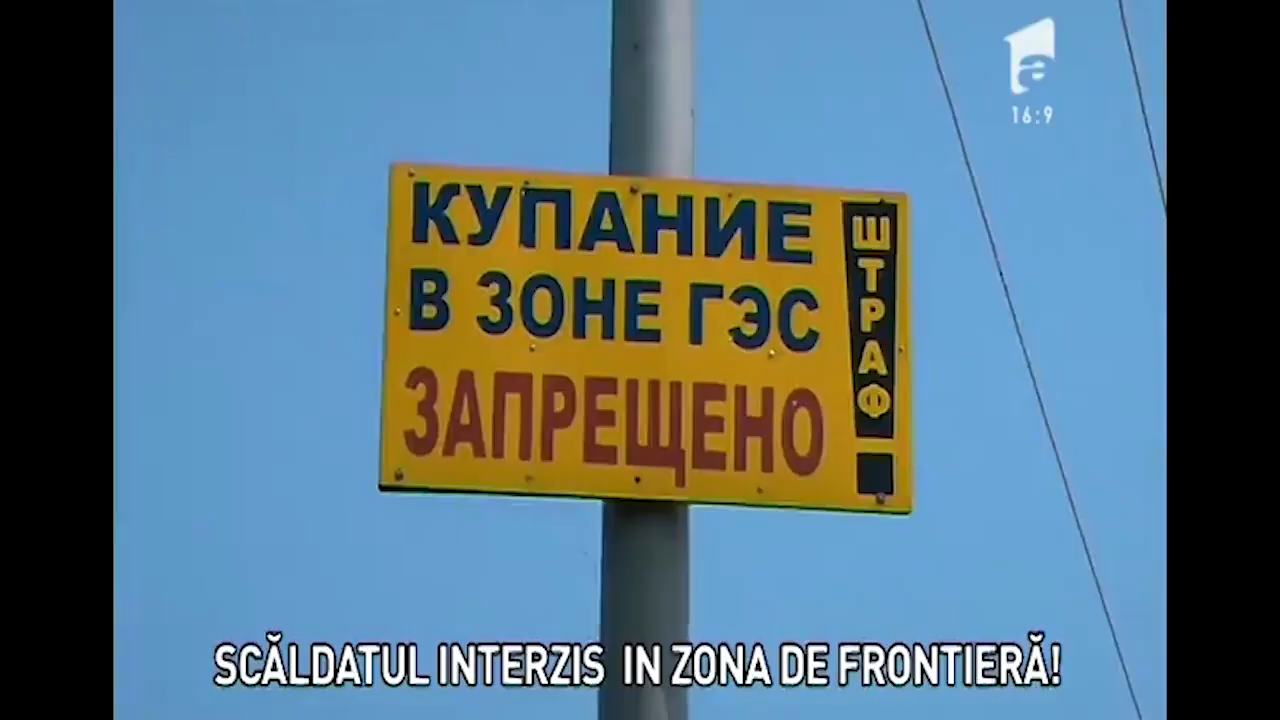 16:9
КУПАНИЕ
В ЗОНЕ ГЭС
ЗАПРЕЩЕНО
ШТРАФ
SCĂLDATUL INTERZIS IN ZONA DE FRONTIERĂ!